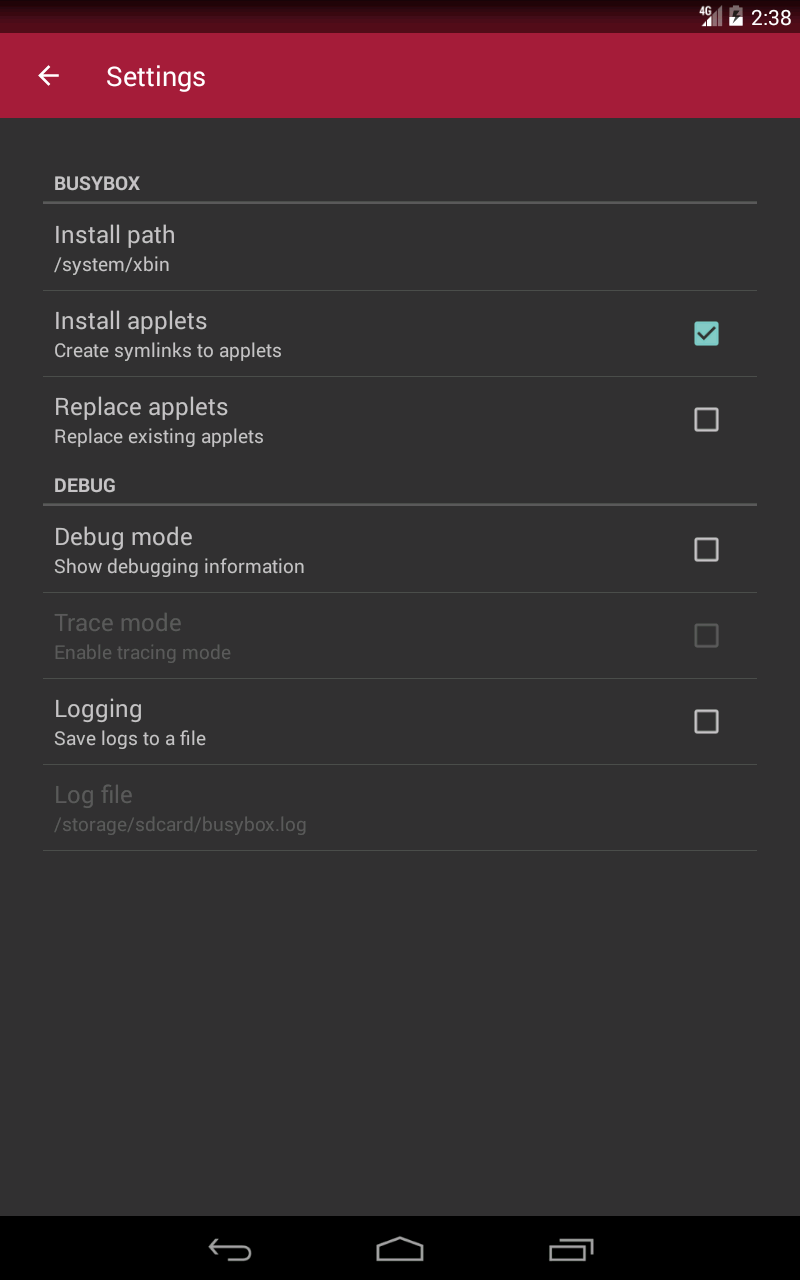 4G 2:38
Settings
BUSYBOX
Install path
/system/xbin
Install applets
Create symlinks to applets
Replace applets
Replace existing applets
DEBUG
Debug mode
Show debugging information
Trace mode
Enable tracing mode
Logging
Save logs to a file
Log file
/storage/sdcard/busybox.log